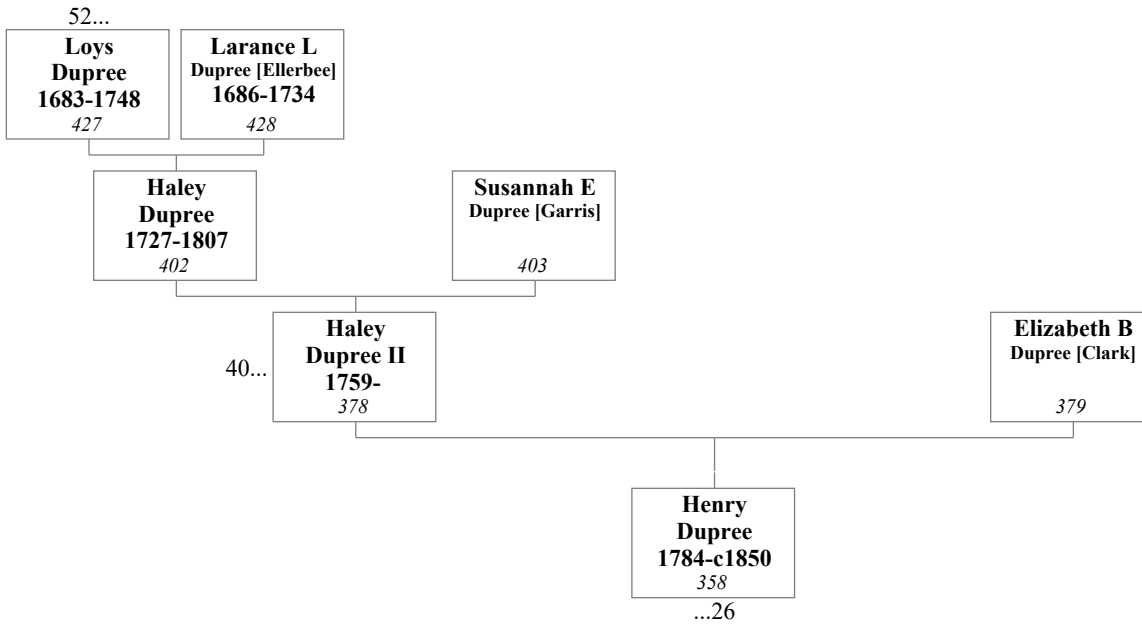 52...
Loys
Dupree
1683-1748
427
Larance L
Dupree [Ellerbee]
1686-1734
428
Haley
Dupree
1727-1807
402
Susannah E
Dupree [Garris]
403
40...
Haley
Dupree II
1759-
378
Elizabeth B
Dupree [Clark]
379
Henry
Dupree
1784-c1850
358
...26